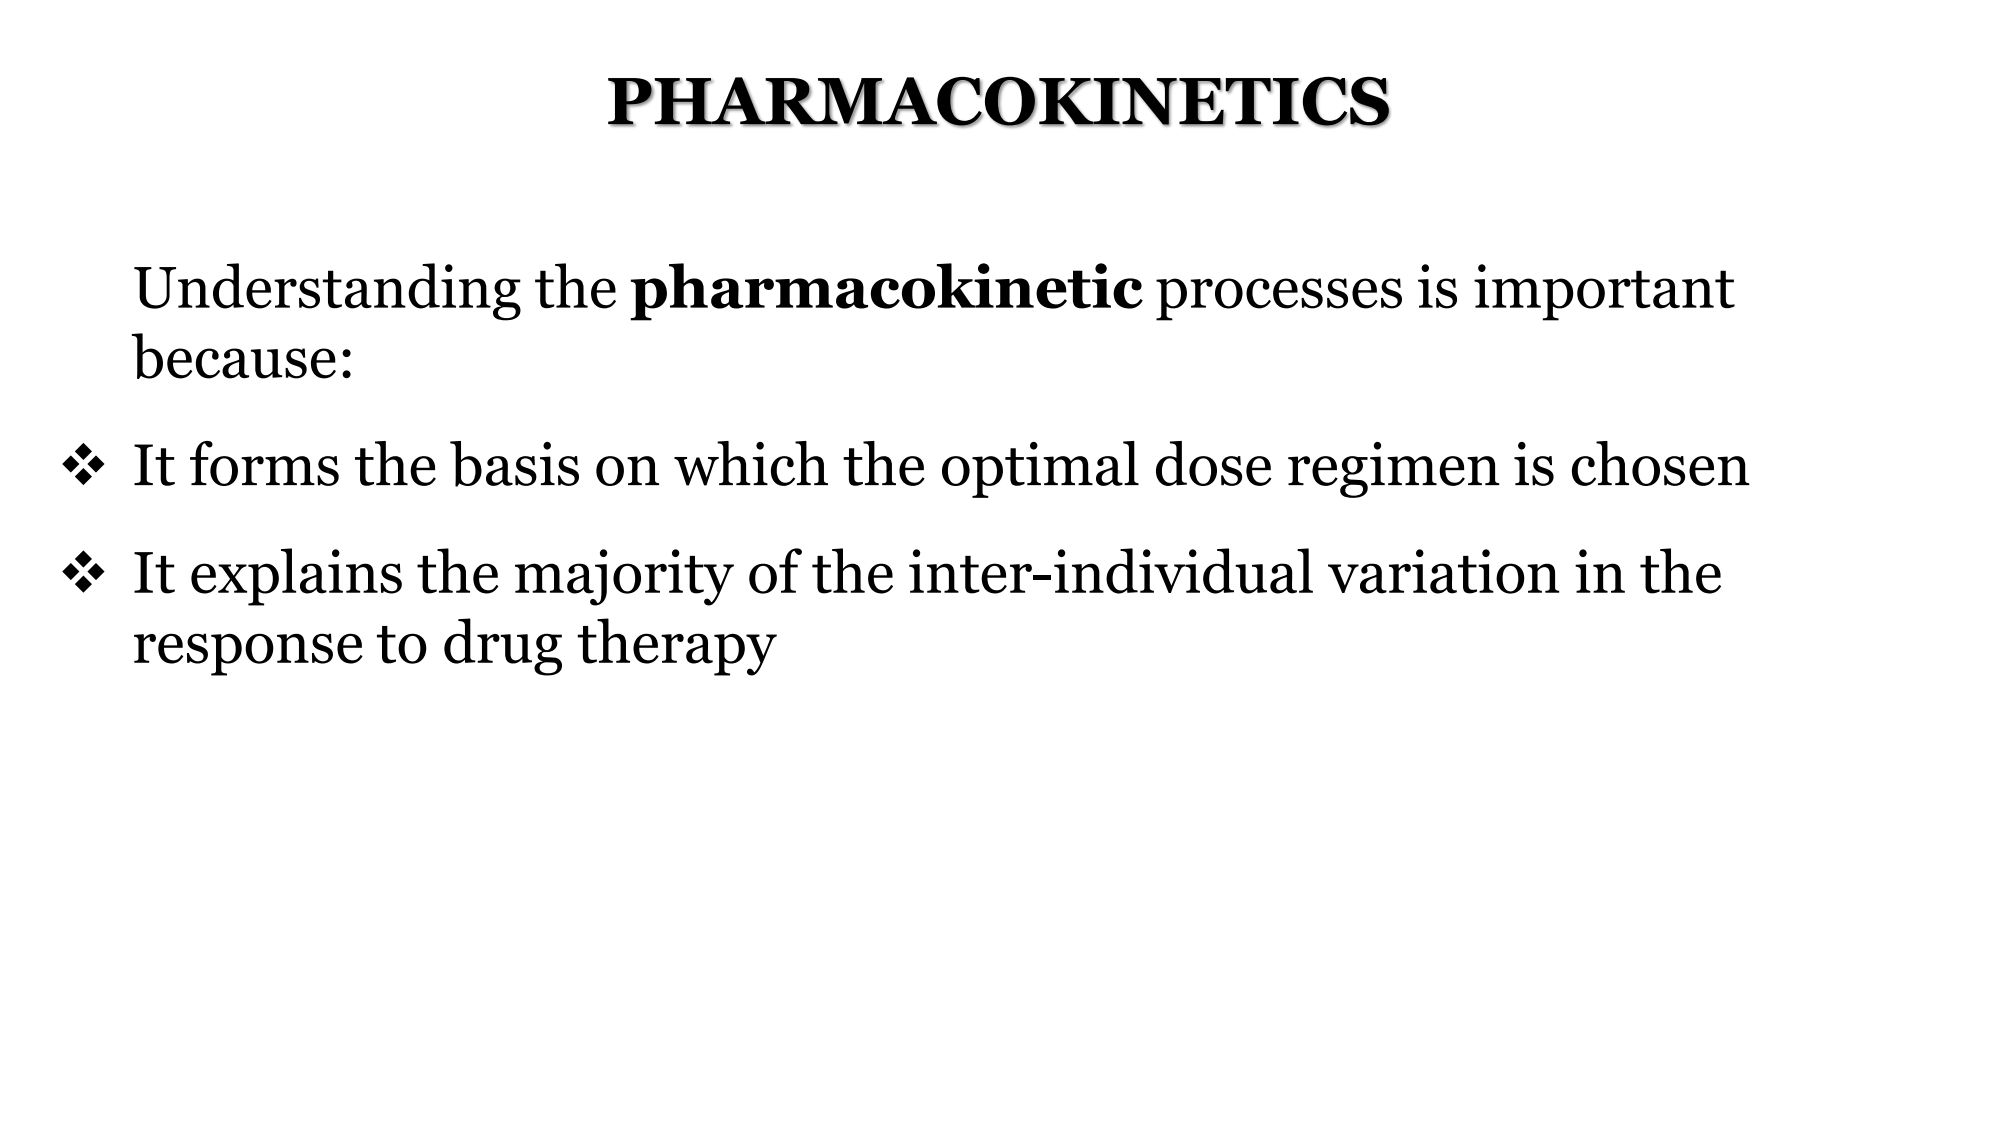 PHARMACOKINETICS
Understanding the pharmacokinetic processes is important
because:
❖ It forms the basis on which the optimal dose regimen is chosen
❖ It explains the majority of the inter-individual variation in the
response to drug therapy